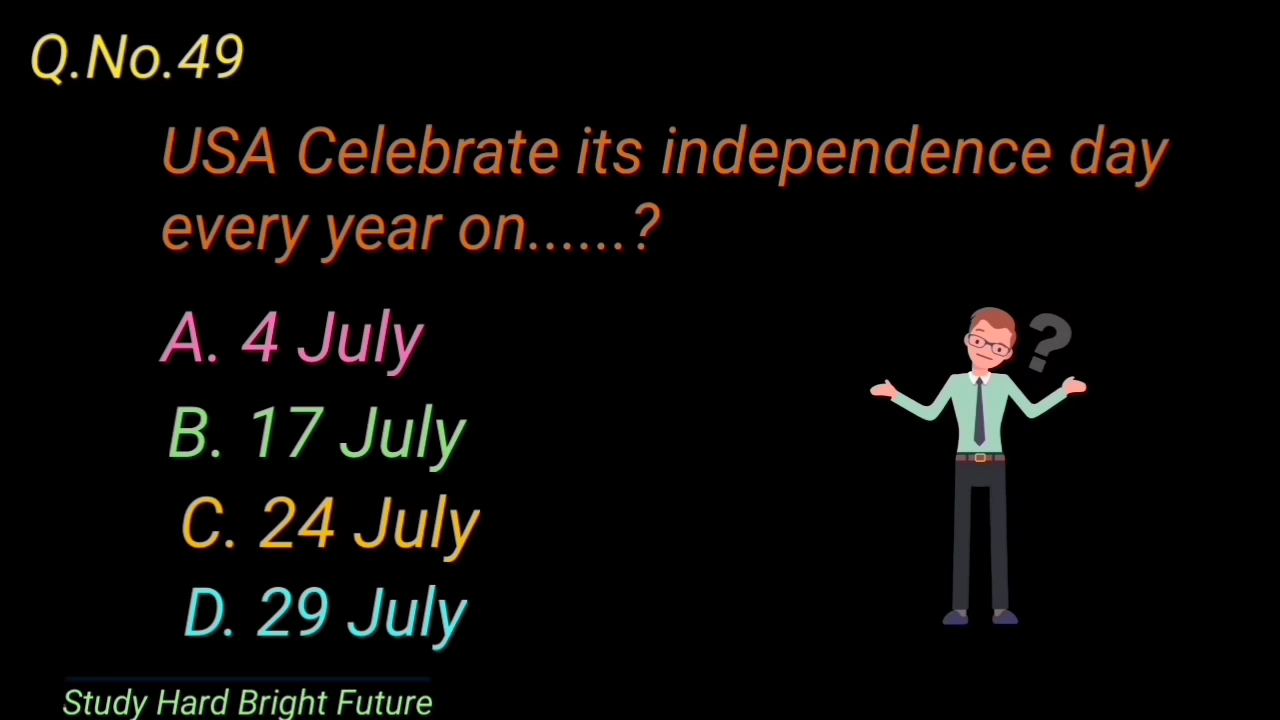 Q.No.49
USA Celebrate its independence day
every year on......?
A. 4 July
B. 17 July
C. 24 July
D. 29 July
?
Study Hard Bright Future